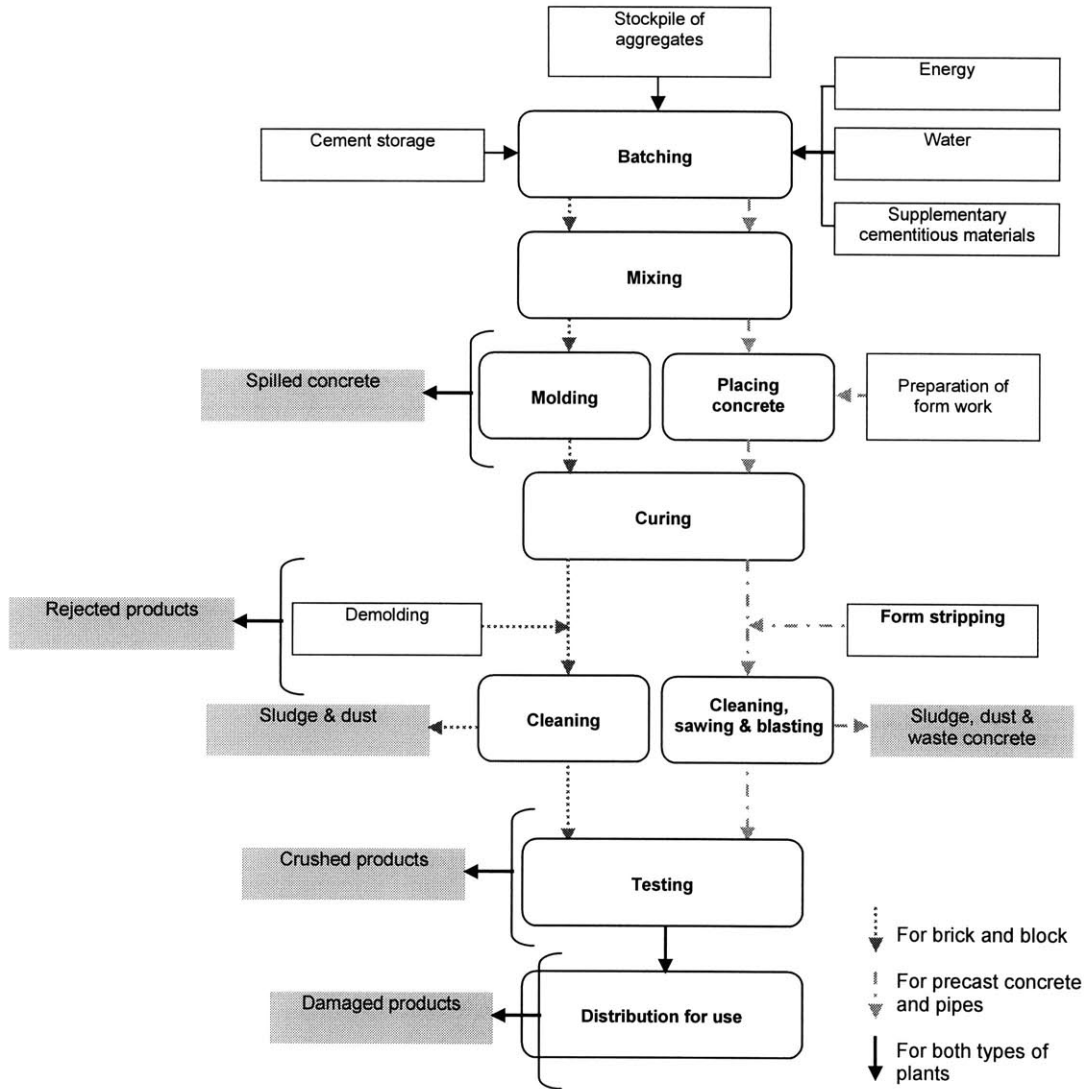 Stockpile of
aggregates
Energy
Cement storage
Batching
Water
Supplementary
cementitious materials
Mixing
Spilled concrete
Molding
Placing
concrete
Preparation of
form work
Curing
Rejected products
Demolding
Form stripping
Sludge & dust
Cleaning
Cleaning,
sawing & blasting
Sludge, dust &
waste concrete
Crushed products
Testing
For brick and block
Damaged products
Distribution for use
For precast concrete
and pipes
For both types of
plants